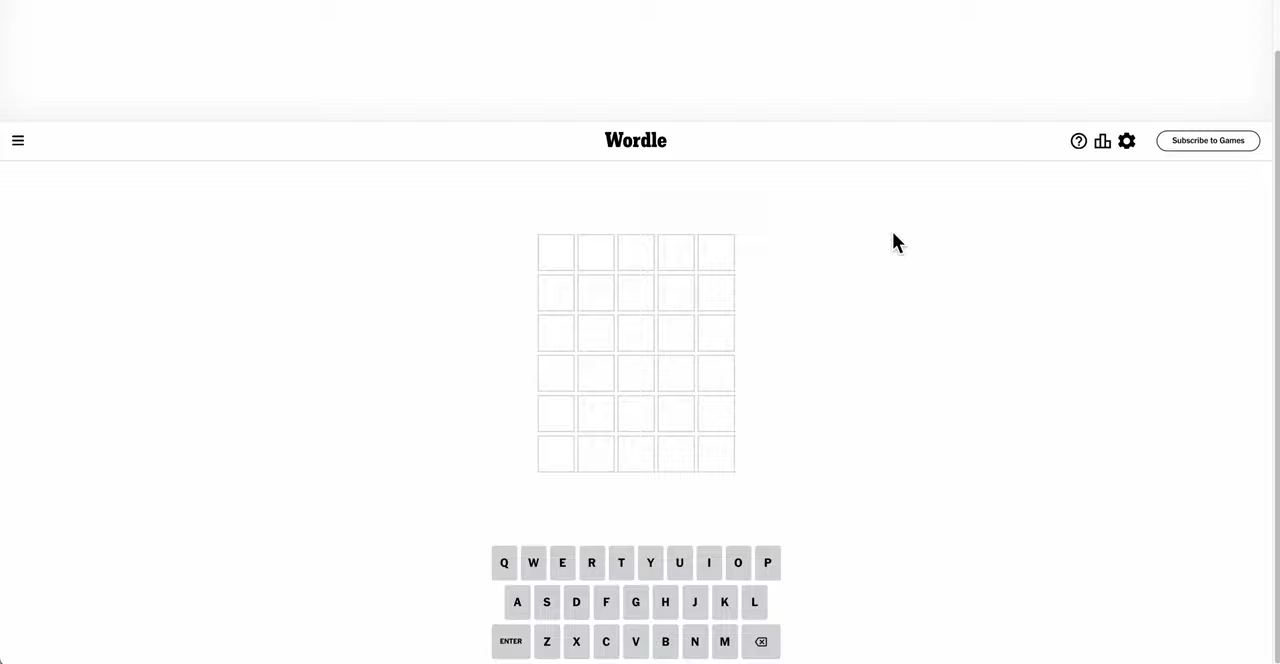 Wordle
Subscribe to Games
Q W E R T Y U I O P
A S D F G H J K L
ENTER Z X C V B N M